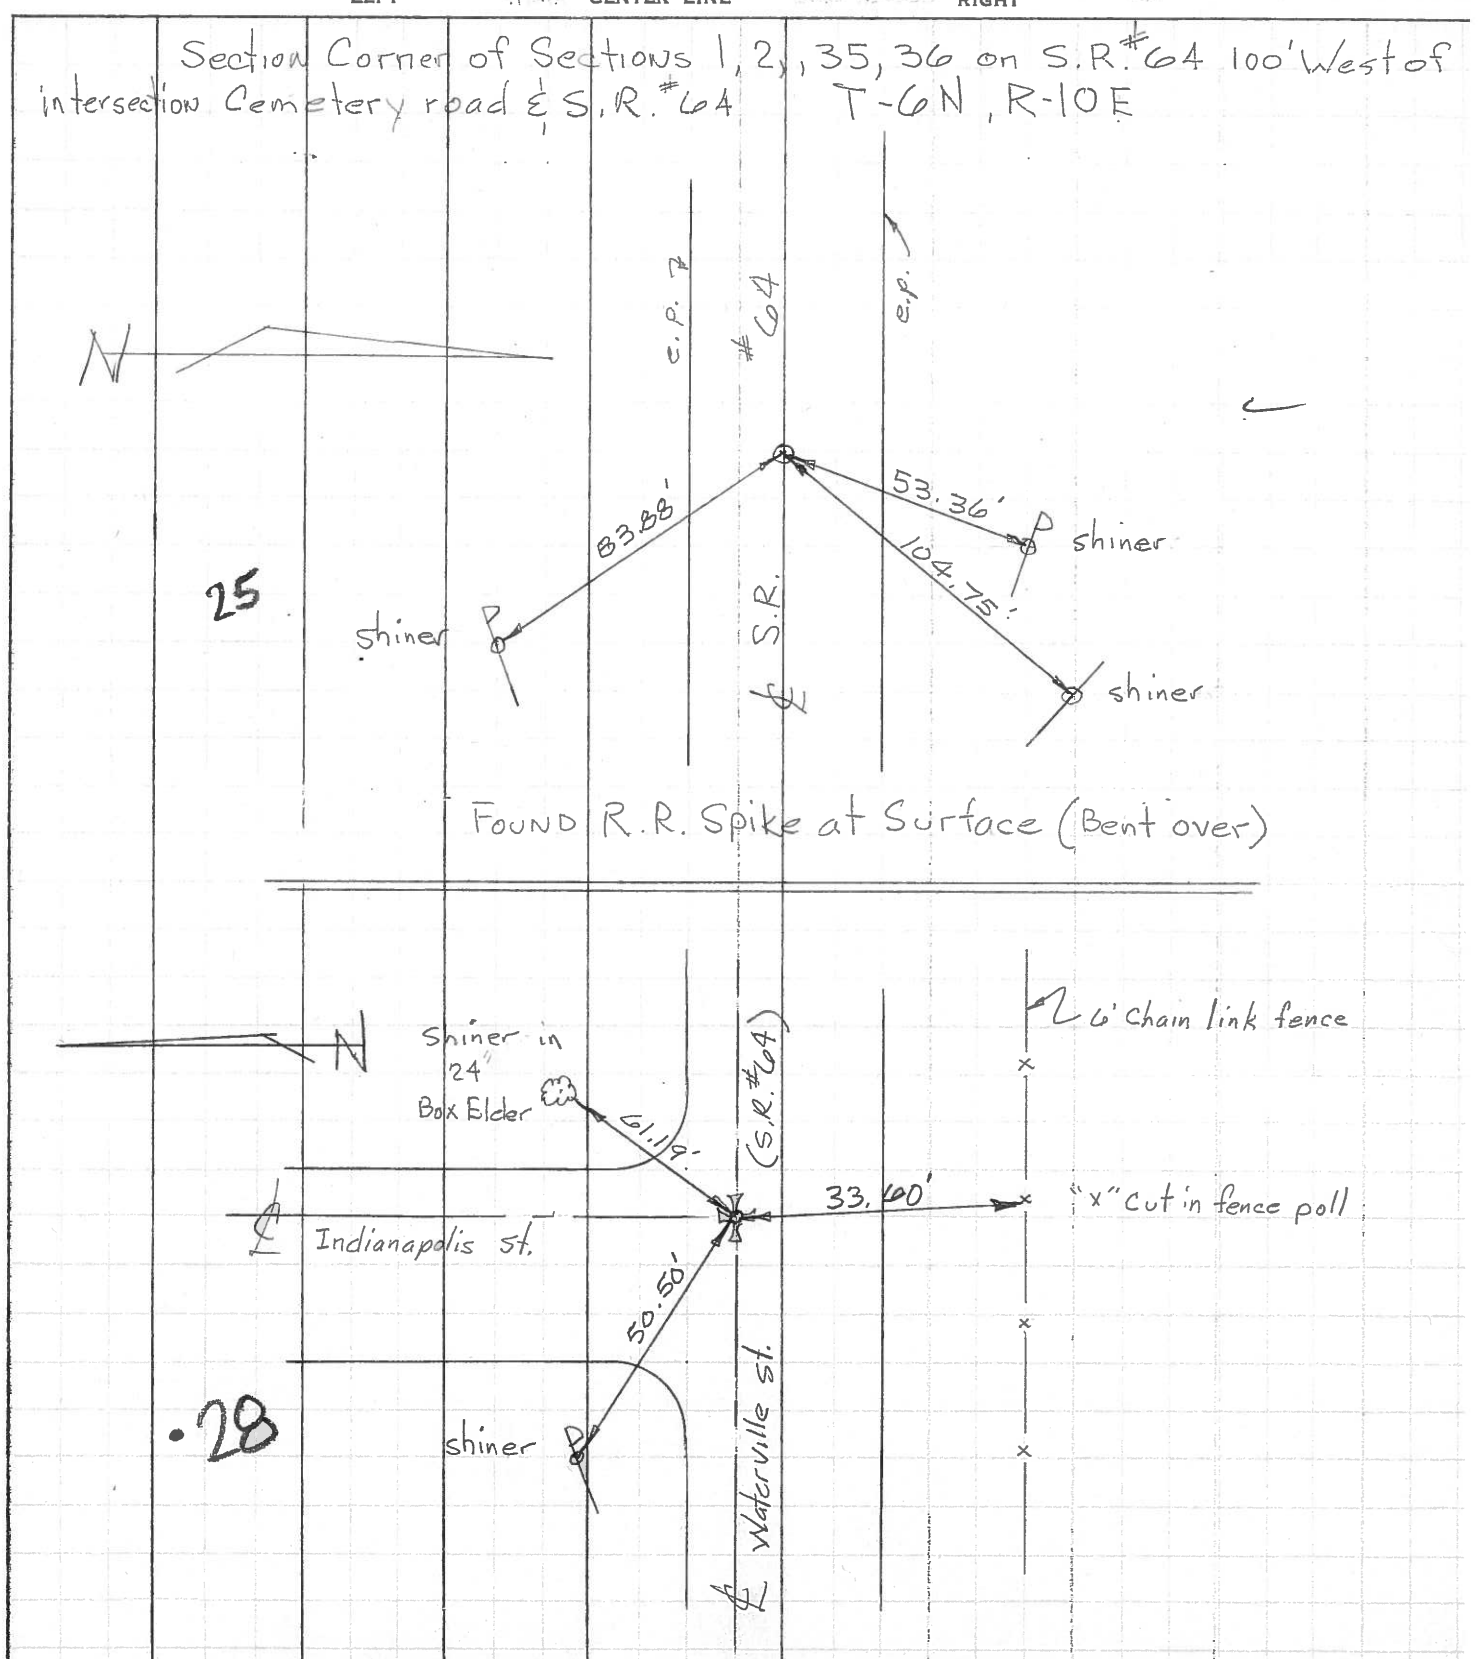 CENTER LINE
RIGHT
Section Corner of Sections 1, 2, , 35, 36 on S.R.#64 100' West of
intersection Cemetery road & S.R.#64 T-6N, R-10E
e.p.
#64
e.p.
N
53.36'
83.88'
P
shiner
104.75'
25
S.R.
P
shiner
shiner
℄
FOUND R.R. Spike at Surface (Bent over)
6' Chain link fence
N
Shiner in
24"
Box Elder
(S.R.#64)
61.19'
33.60'
"x" cut in fence poll
℄
Indianapolis st.
50.50'
Waterville st.
.28
shiner
P
℄